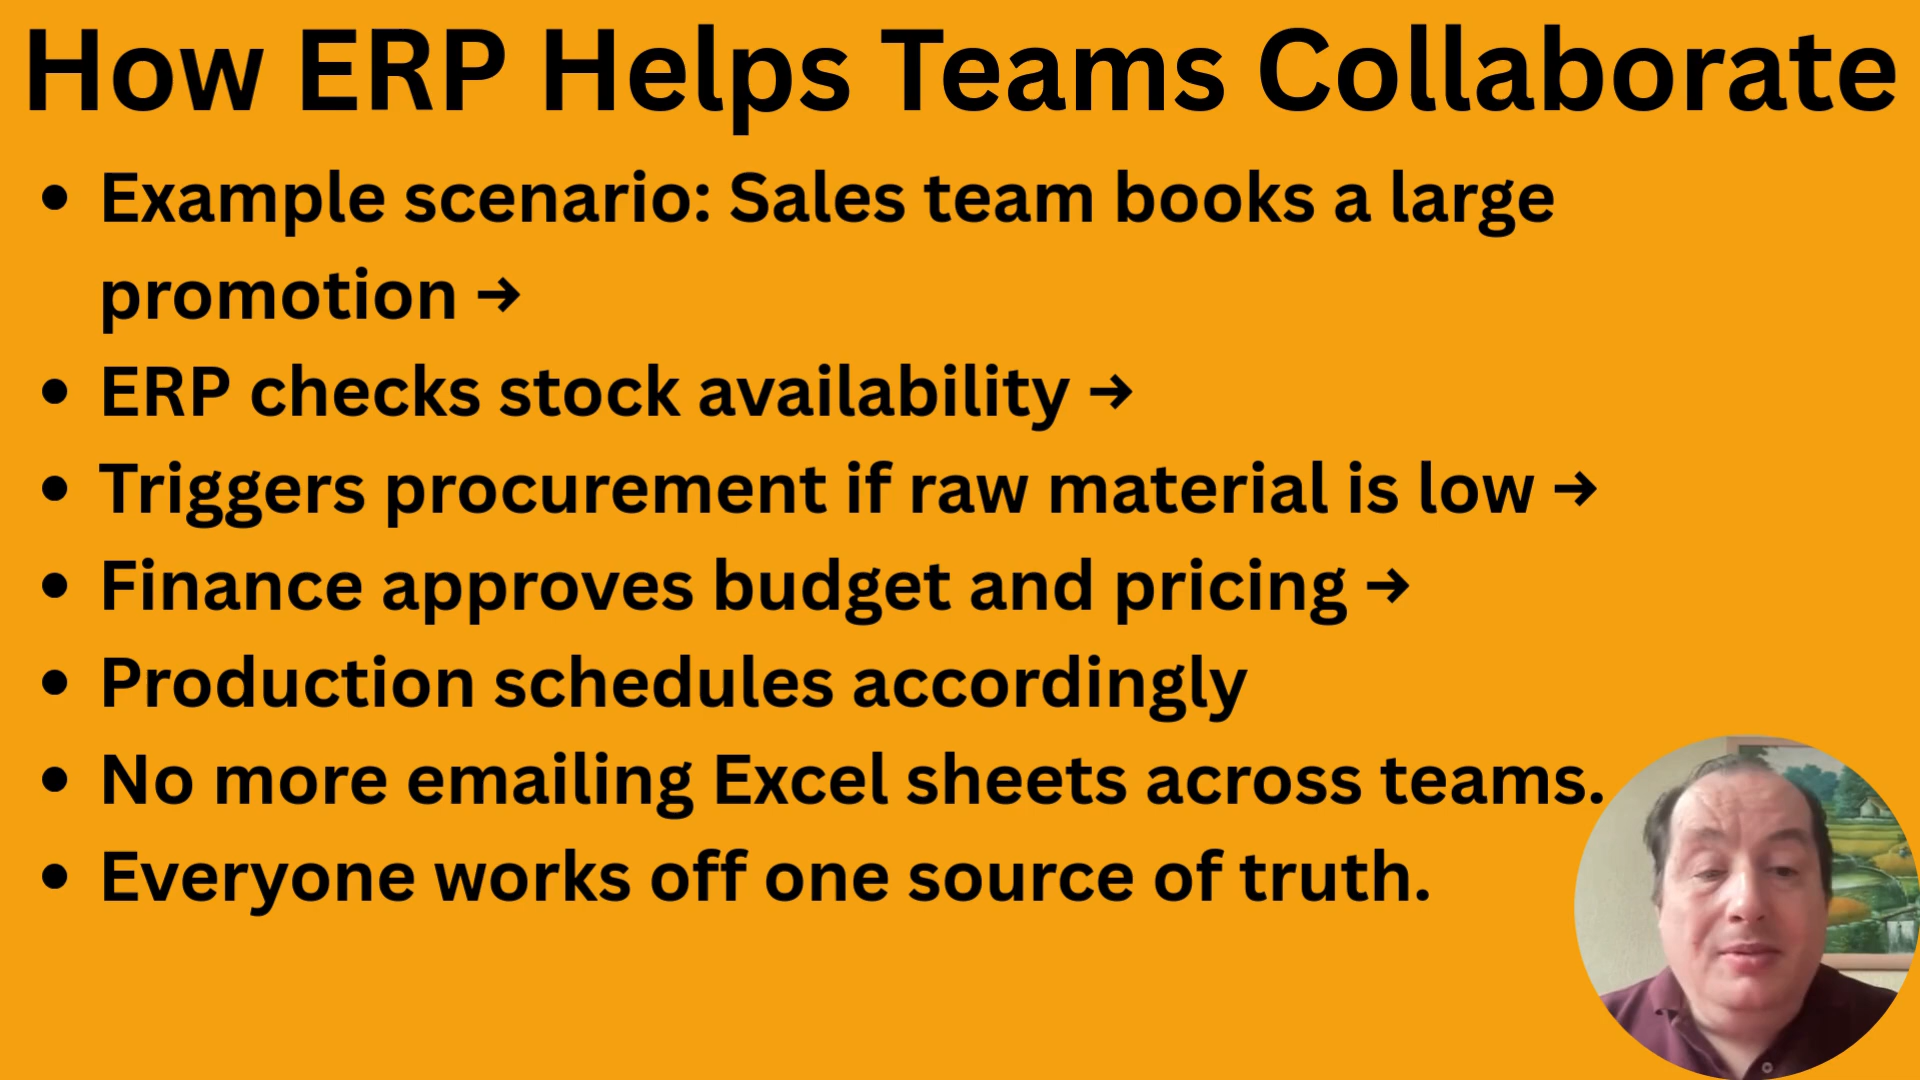 How ERP Helps Teams Collaborate
• Example scenario: Sales team books a large
promotion →
• ERP checks stock availability →
• Triggers procurement if raw material is low →
• Finance approves budget and pricing →
• Production schedules accordingly
• No more emailing Excel sheets across teams.
• Everyone works off one source of truth.